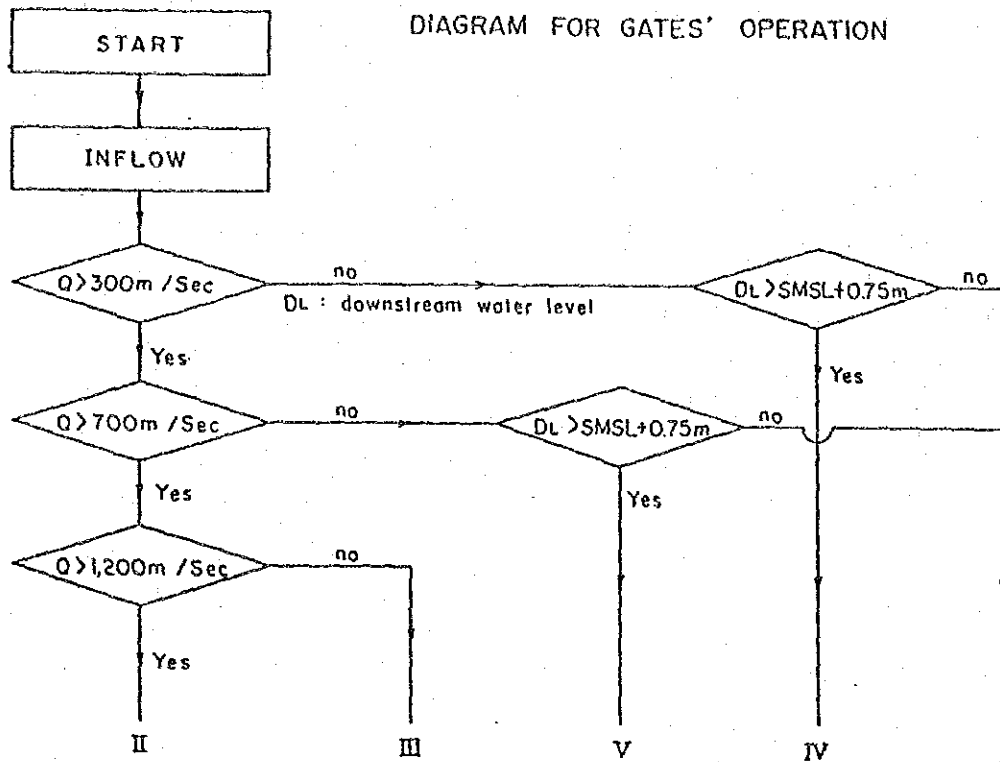 DIAGRAM FOR GATES' OPERATION
START
INFLOW
Q>300m /Sec
no
DL : downstream water level
DL >SMSL+0.75m
no
Yes
Yes
Q>700m /Sec
no
DL >SMSL+0.75m
no
Yes
Yes
Q>1,200m /Sec
no
Yes
II
III
V
IV